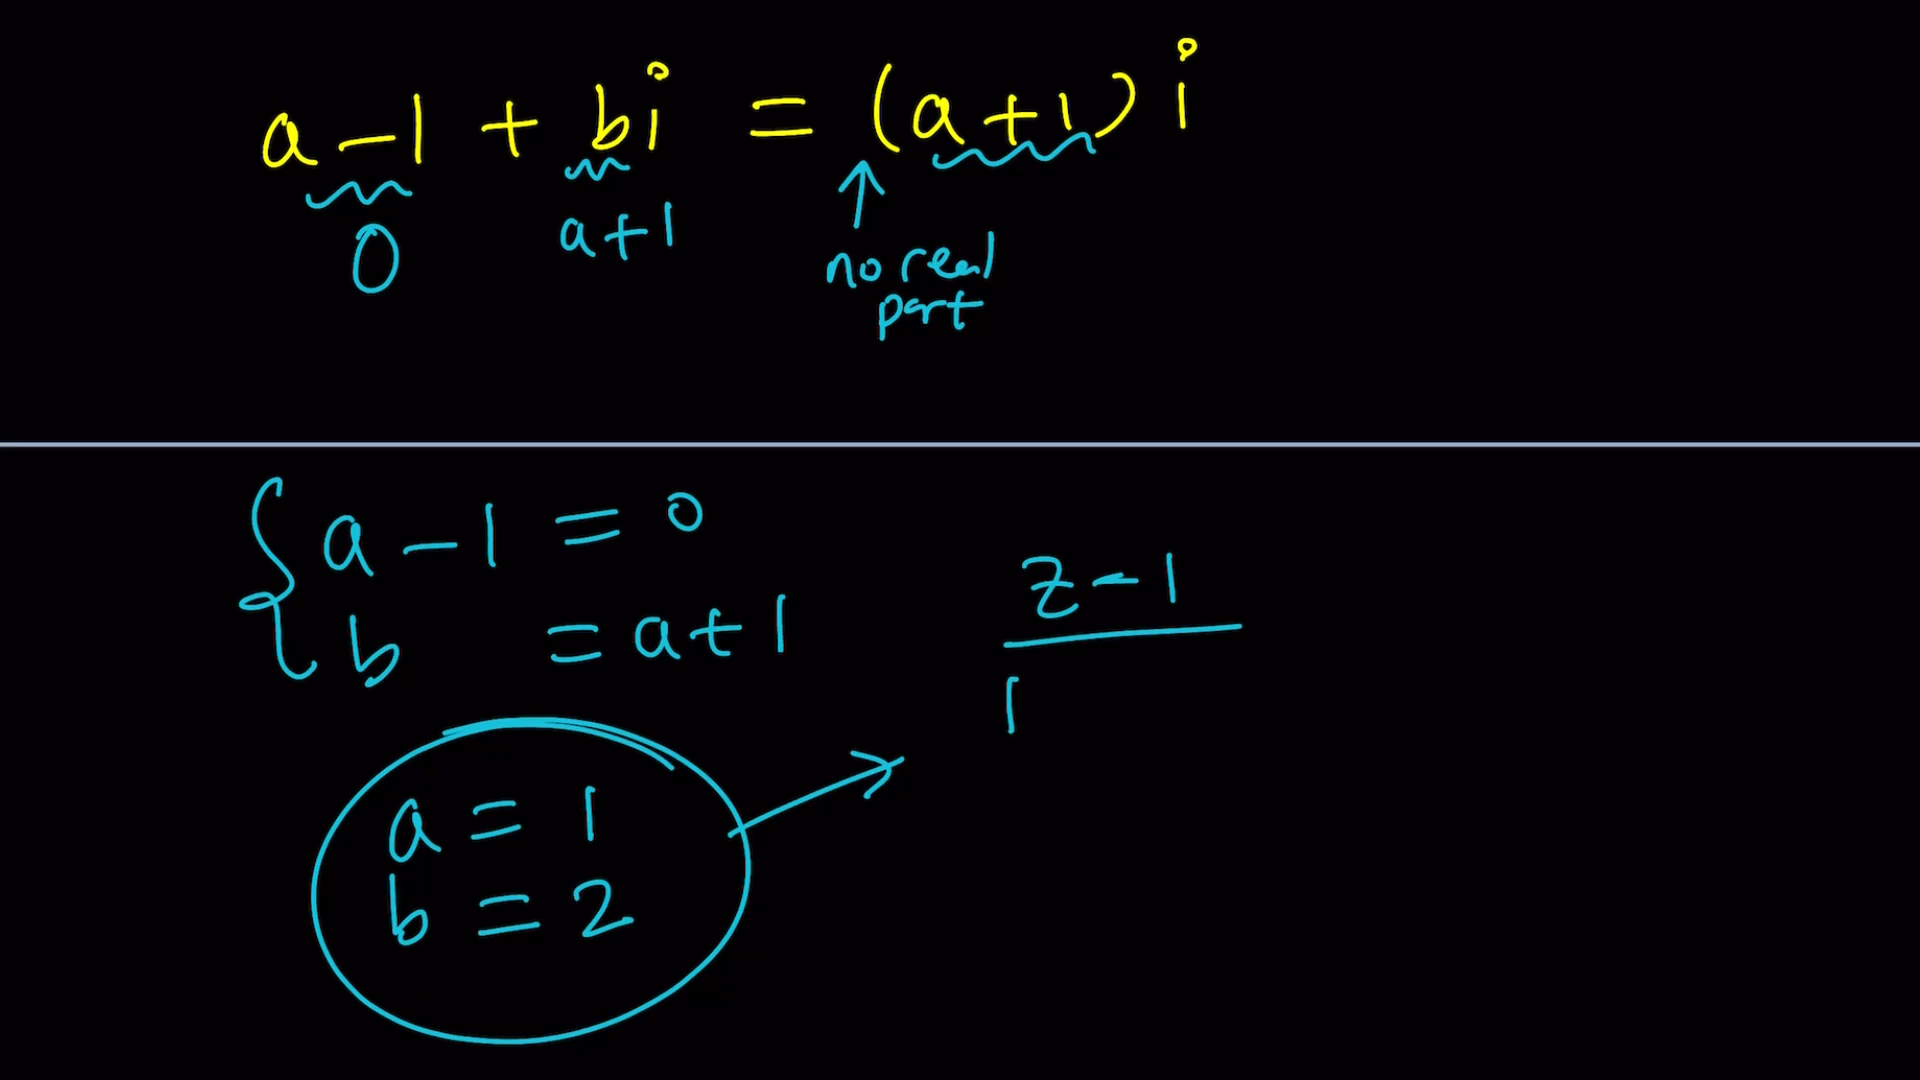 a - 1 + bi = (a + 1) i
0 a + 1 no real
part
a - 1 = 0
b = a + 1
z - 1
1
a = 1
b = 2